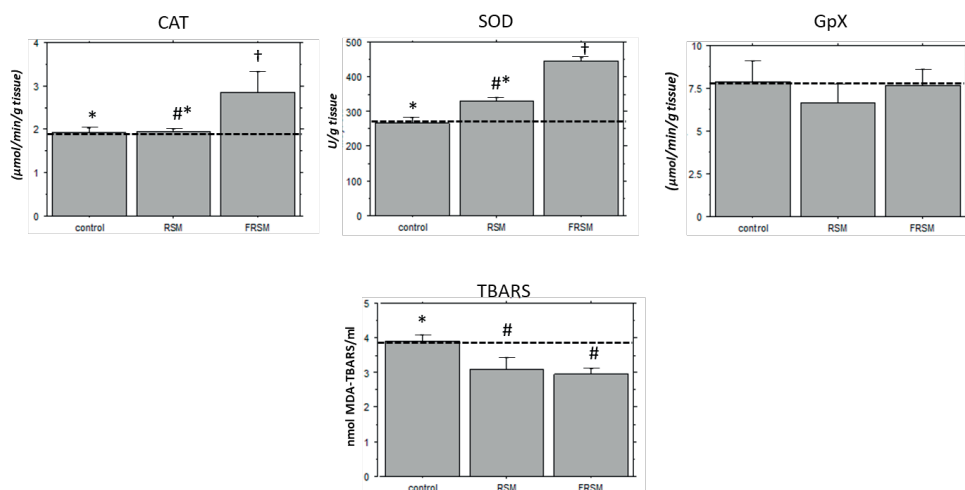 CAT
(µmol/min/g tissue)
4
3
2
1
0
*
#*
†
control
RSM
FRSM
SOD
U/g tissue
500
400
300
200
100
0
*
#*
†
control
RSM
FRSM
GpX
(µmol/min/g tissue)
10
7.5
5
2.5
0
control
RSM
FRSM
TBARS
nmol MDA-TBARS/ml
5
4
3
2
1
0
*
#
#
control
RSM
FRSM